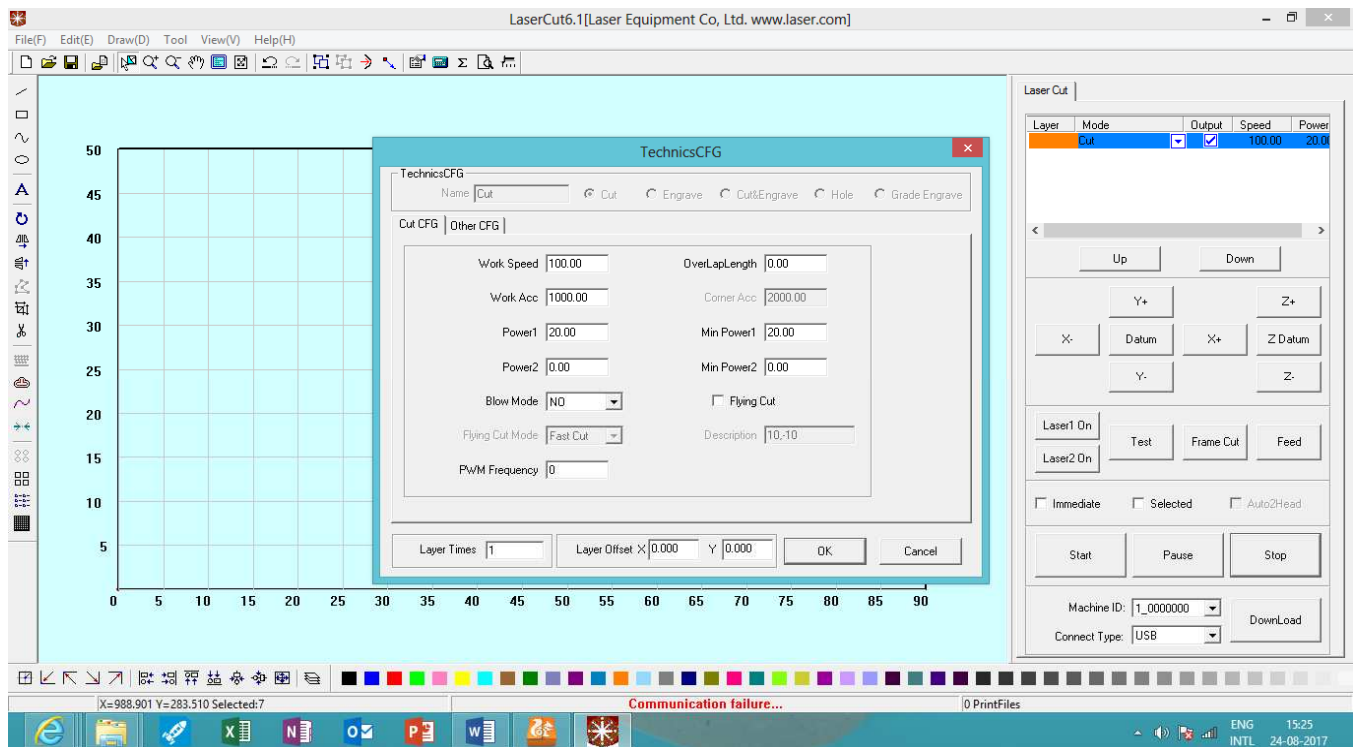 LaserCut6.1[Laser Equipment Co, Ltd. www.laser.com]
File(F) Edit(E) Draw(D) Tool View(V) Help(H)
Laser Cut
Layer Mode Output Speed Power
Cut 100.00 20.0
TechnicsCFG
TechnicsCFG
Name Cut Cut Engrave Cut&Engrave Hole Grade Engrave
Cut CFG Other CFG
Work Speed 100.00 OverLapLength 0.00
Work Acc 1000.00 Corner Acc 2000.00
Power1 20.00 Min Power1 20.00
Power2 0.00 Min Power2 0.00
Blow Mode NO Flying Cut
Flying Cut Mode Fast Cut Description 10,-10
PWM Frequency 0
Layer Times 1 Layer Offset X 0.000 Y 0.000 OK Cancel
50
45
40
35
30
25
20
15
10
5
0 5 10 15 20 25 30 35 40 45 50 55 60 65 70 75 80 85 90
Up Down
Y+ Z+
X- Datum X+ Z Datum
Y- Z-
Laser1 On
Laser2 On
Test Frame Cut Feed
Immediate Selected Auto2Head
Start Pause Stop
Machine ID: 1_0000000
Connect Type: USB
DownLoad
X=988.901 Y=283.510 Selected:7 Communication failure... 0 PrintFiles
ENG 15:25
INTL 24-08-2017